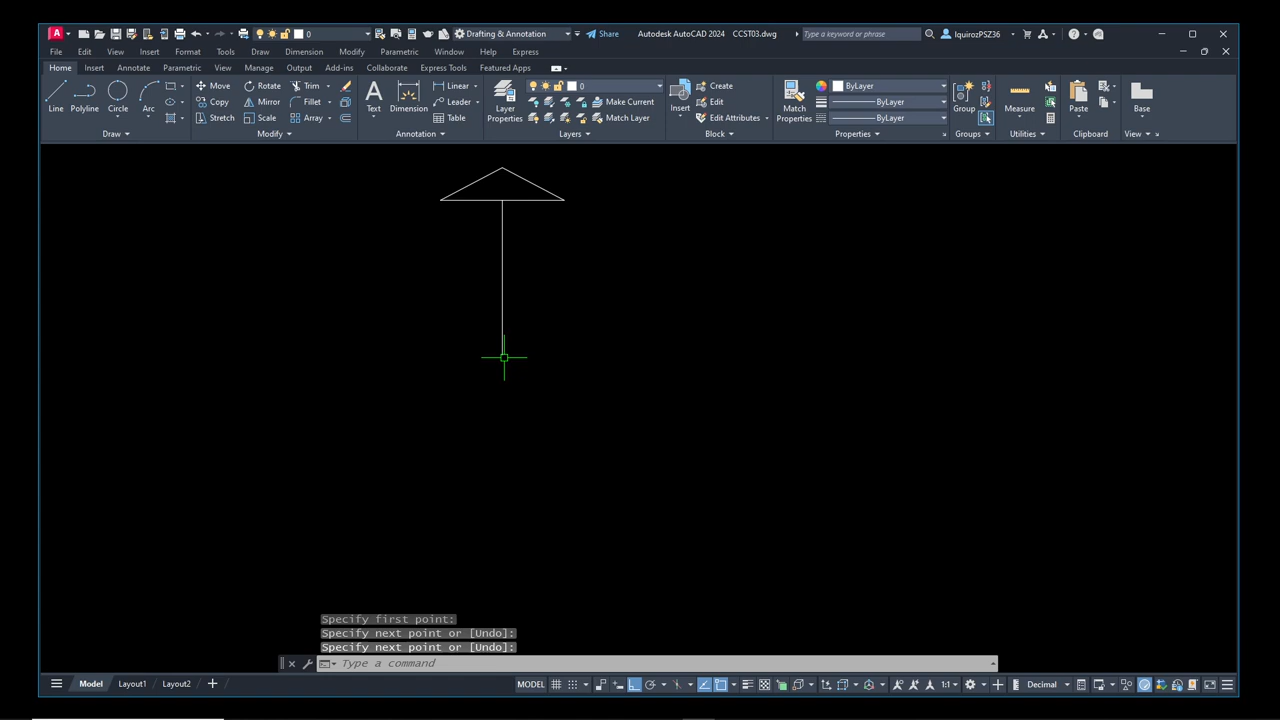 A 0 Drafting & Annotation Share Autodesk AutoCAD 2024 CCST03.dwg Type a keyword or phrase IquirozPSZ36
File Edit View Insert Format Tools Draw Dimension Modify Parametric Window Help Express
Home Insert Annotate Parametric View Manage Output Add-ins Collaborate Express Tools Featured Apps
Move Rotate Trim Linear 0 Create ByLayer
Line Polyline Circle Arc Copy Mirror Fillet Text Dimension Leader Layer Properties Make Current Insert Edit Match Properties ByLayer Group Measure Paste Base
Stretch Scale Array Table Match Layer Edit Attributes ByLayer
Draw Modify Annotation Layers Block Properties Groups Utilities Clipboard View
Specify first point:
Specify next point or [Undo]:
Specify next point or [Undo]:
Type a command
Model Layout1 Layout2 + MODEL 1:1 Decimal